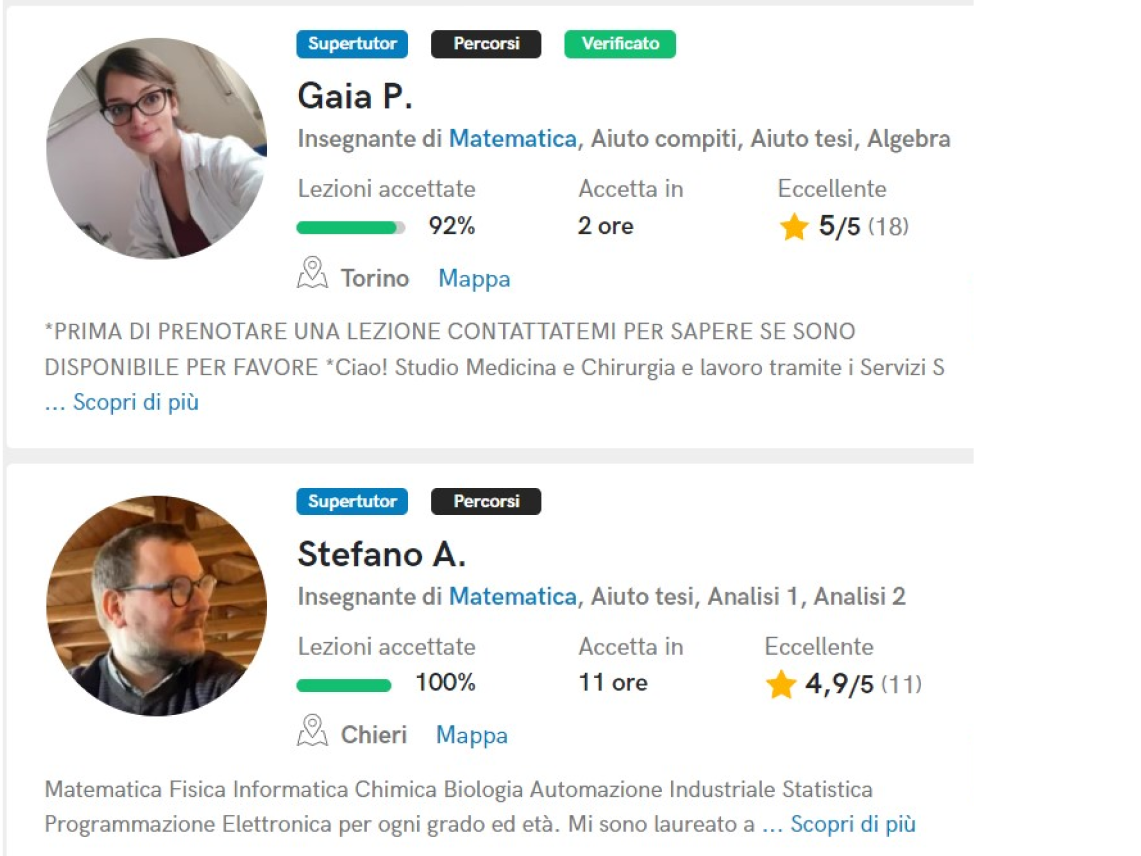 Supertutor Percorsi Verificato
Gaia P.
Insegnante di Matematica, Aiuto compiti, Aiuto tesi, Algebra
Lezioni accettate Accetta in Eccellente
92% 2 ore 5/5 (18)
Torino Mappa
*PRIMA DI PRENOTARE UNA LEZIONE CONTATTATEMI PER SAPERE SE SONO
DISPONIBILE PER FAVORE *Ciao! Studio Medicina e Chirurgia e lavoro tramite i Servizi S
... Scopri di più
Supertutor Percorsi
Stefano A.
Insegnante di Matematica, Aiuto tesi, Analisi 1, Analisi 2
Lezioni accettate Accetta in Eccellente
100% 11 ore 4,9/5 (11)
Chieri Mappa
Matematica Fisica Informatica Chimica Biologia Automazione Industriale Statistica
Programmazione Elettronica per ogni grado ed età. Mi sono laureato a ... Scopri di più